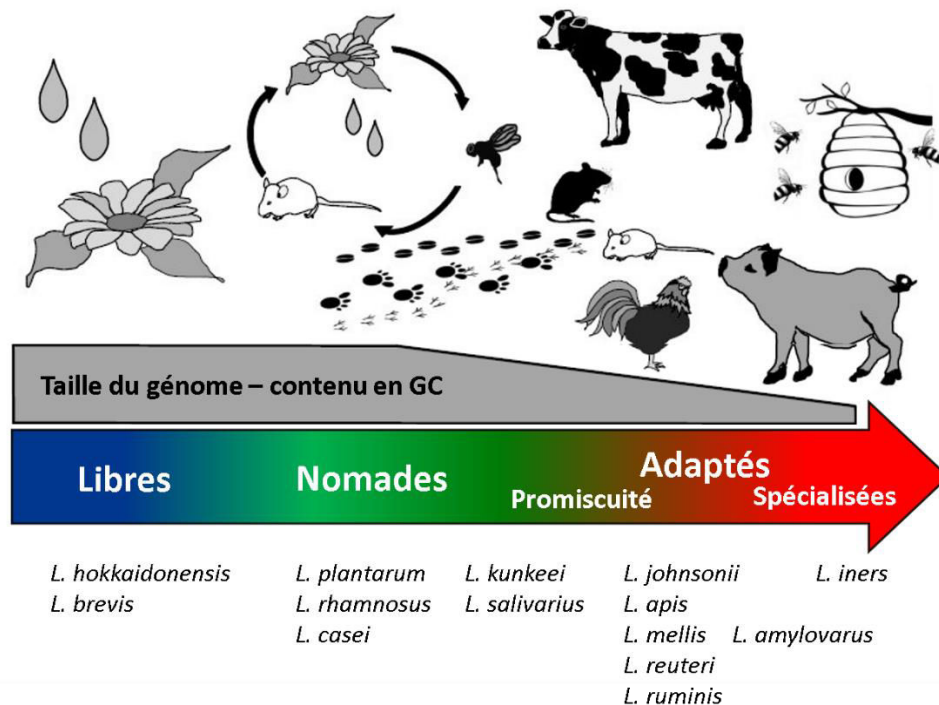 Taille du génome – contenu en GC
Libres
Nomades
Adaptés
Promiscuité
Spécialisées
L. hokkaidonensis
L. brevis
L. plantarum
L. rhamnosus
L. casei
L. kunkeei
L. salivarius
L. johnsonii
L. apis
L. mellis
L. reuteri
L. ruminis
L. amylovarus
L. iners